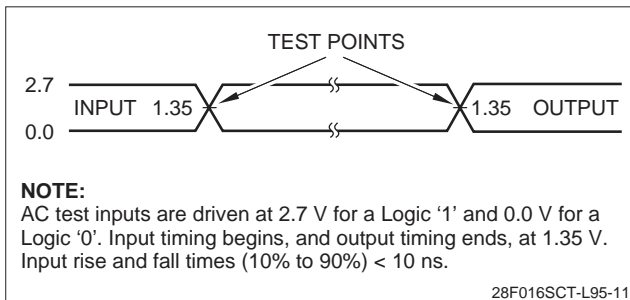 TEST POINTS
2.7
INPUT 1.35 1.35 OUTPUT
0.0
NOTE:
AC test inputs are driven at 2.7 V for a Logic ‘1’ and 0.0 V for a
Logic ‘0’. Input timing begins, and output timing ends, at 1.35 V.
Input rise and fall times (10% to 90%) < 10 ns.
28F016SCT-L95-11